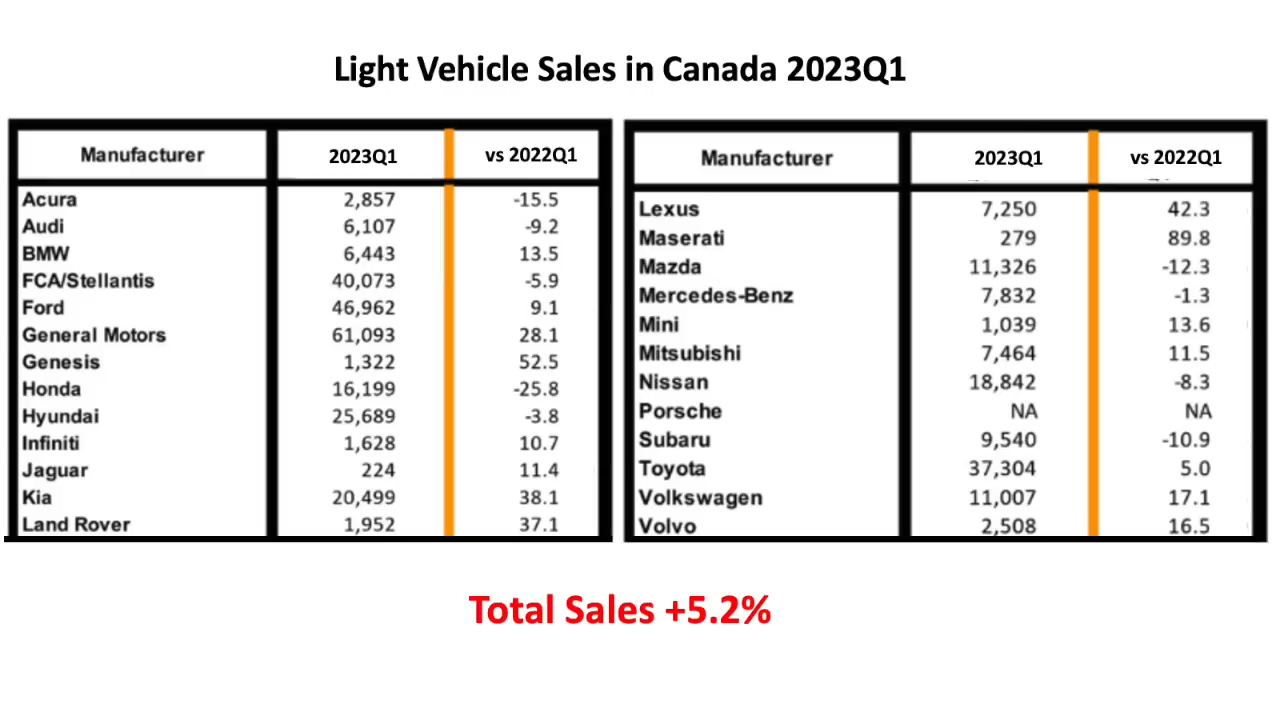 Light Vehicle Sales in Canada 2023Q1
Manufacturer 2023Q1 vs 2022Q1
Acura 2,857 -15.5
Audi 6,107 -9.2
BMW 6,443 13.5
FCA/Stellantis 40,073 -5.9
Ford 46,962 9.1
General Motors 61,093 28.1
Genesis 1,322 52.5
Honda 16,199 -25.8
Hyundai 25,689 -3.8
Infiniti 1,628 10.7
Jaguar 224 11.4
Kia 20,499 38.1
Land Rover 1,952 37.1
Manufacturer 2023Q1 vs 2022Q1
Lexus 7,250 42.3
Maserati 279 89.8
Mazda 11,326 -12.3
Mercedes-Benz 7,832 -1.3
Mini 1,039 13.6
Mitsubishi 7,464 11.5
Nissan 18,842 -8.3
Porsche NA NA
Subaru 9,540 -10.9
Toyota 37,304 5.0
Volkswagen 11,007 17.1
Volvo 2,508 16.5
Total Sales +5.2%